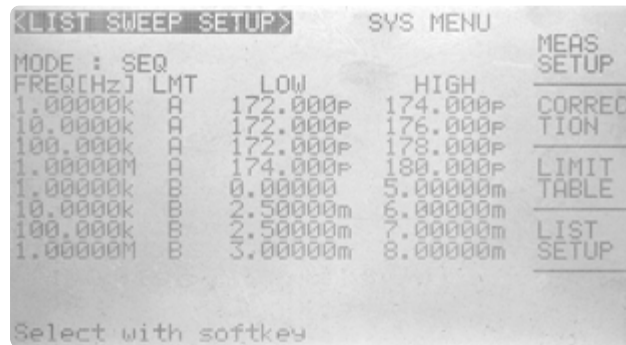 <LIST SWEEP SETUP> SYS MENU
MODE : SEQ
FREQ[Hz] LMT LOW HIGH
1.00000k A 172.000p 174.000p
10.0000k A 172.000p 176.000p
100.000k A 172.000p 178.000p
1.00000M A 174.000p 180.000p
1.00000k B 0.00000 5.00000m
10.0000k B 2.50000m 6.00000m
100.000k B 2.50000m 7.00000m
1.00000M B 3.00000m 8.00000m
Select with softkey
MEAS
SETUP
CORREC
TION
LIMIT
TABLE
LIST
SETUP